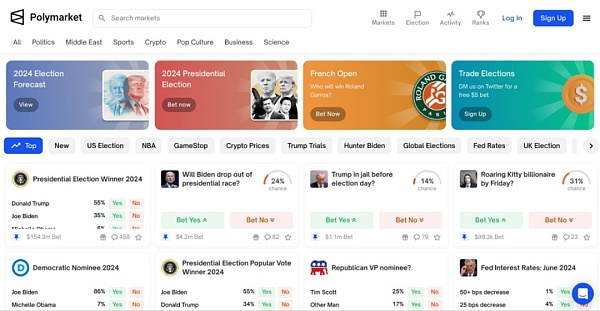 Polymarket
Search markets
Markets
Election
Activity
Ranks
Log In
Sign Up
All Politics Middle East Sports Crypto Pop Culture Business Science
2024 Election
Forecast
View
2024 Presidential
Election
Bet now
French Open
Who will win Roland
Garros?
Bet Now
ROLAND GARROS
PARIS
Trade Elections
DM us on Twitter for a
free $5 bet
Sign Up
Top New US Election NBA GameStop Crypto Prices Trump Trials Hunter Biden Global Elections Fed Rates UK Election
Presidential Election Winner 2024
Donald Trump 55% Yes No
Joe Biden 35% Yes No
Michelle Obama
$154.3m Bet 458
Will Biden drop out of
presidential race?
24%
chance
Bet Yes Bet No
$4.2m Bet 82
Trump in jail before
election day?
14%
chance
Bet Yes Bet No
$1.1m Bet 79
Roaring Kitty billionaire
by Friday?
31%
chance
Bet Yes Bet No
$98.3k Bet 23
Democratic Nominee 2024
Joe Biden 86% Yes No
Michelle Obama 7% Yes No
Presidential Election Popular Vote
Winner 2024
Joe Biden 55% Yes No
Donald Trump 34% Yes No
Republican VP nominee?
Tim Scott 25% Yes No
Other Man 17% Yes No
Fed Interest Rates: June 2024
50+ bps decrease 1% Yes
25 bps decrease 4% Yes No